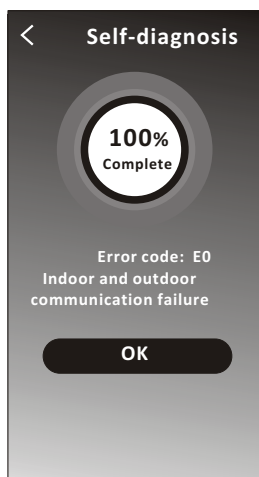 Self-diagnosis
100%
Complete
Error code: E0
Indoor and outdoor
communication failure
OK